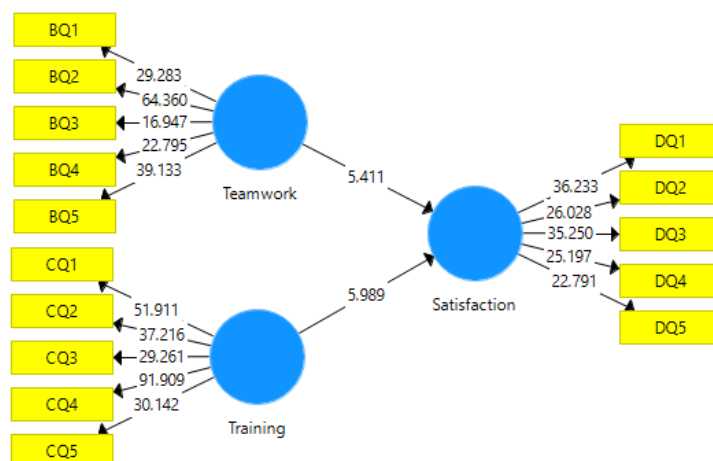 BQ1
BQ2
BQ3
BQ4
BQ5
29.283
64.360
16.947
22.795
39.133
Teamwork
5.411
CQ1
CQ2
CQ3
CQ4
CQ5
51.911
37.216
29.261
91.909
30.142
Training
5.989
Satisfaction
36.233
26.028
35.250
25.197
22.791
DQ1
DQ2
DQ3
DQ4
DQ5